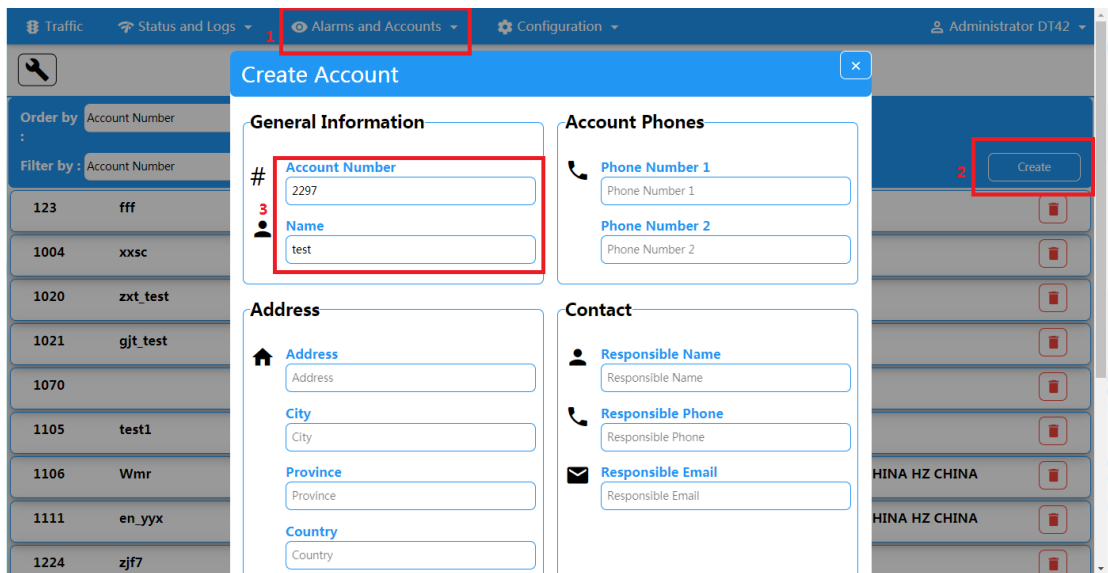 Traffic
Status and Logs
1
Alarms and Accounts
Configuration
Administrator DT42
Create Account
×
Order by
:
Account Number
Filter by :
Account Number
2
Create
General Information
#
Account Number
2297
3
Name
test
Account Phones
Phone Number 1
Phone Number 1
Phone Number 2
Phone Number 2
Address
Address
Address
City
City
Province
Province
Country
Country
Contact
Responsible Name
Responsible Name
Responsible Phone
Responsible Phone
Responsible Email
Responsible Email
123 fff
1004 xxsc
1020 zxt_test
1021 gjt_test
1070
1105 test1
1106 Wmr HINA HZ CHINA
1111 en_yyx HINA HZ CHINA
1224 zjf7